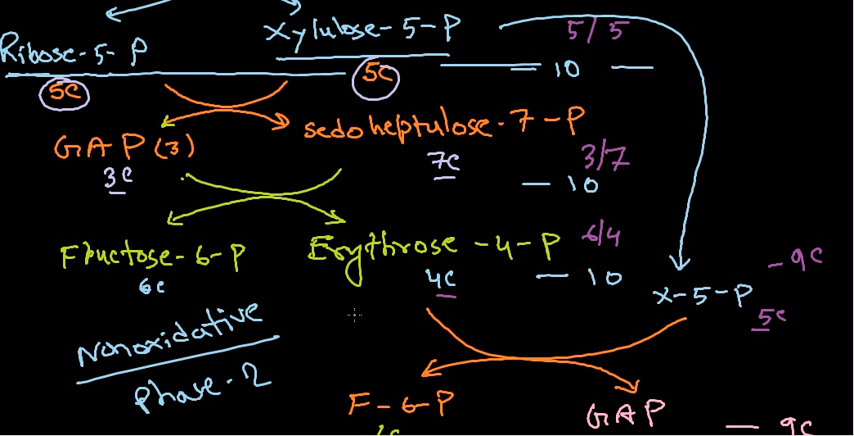 Ribose-5-P Xylulose-5-P 5/5
5C 5C — 10 —
GAP (3) sedoheptulose-7-P
3C 7C 3/7
— 10
Fructose-6-P Erythrose-4-P 6/4
6C 4C — 10
X-5-P - 9C
5C
Nonoxidative
Phase-2
F-6-P GAP — 9C